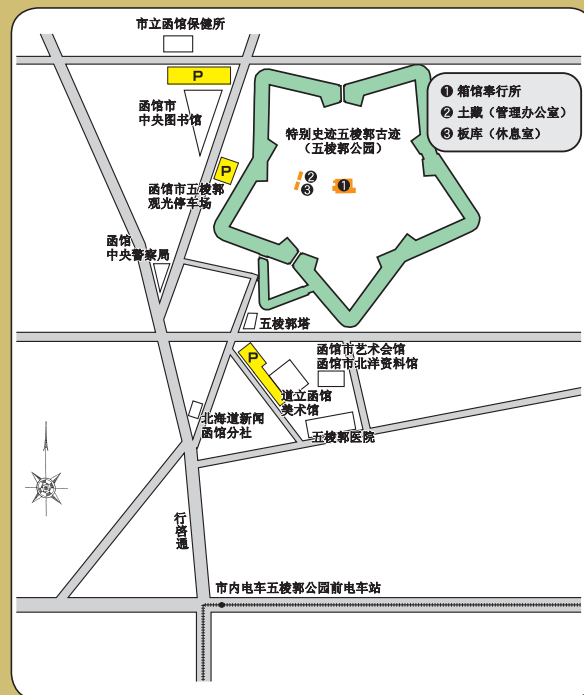 市立函馆保健所
P
函馆市
中央图书馆
特别史迹五棱郭古迹
（五棱郭公园）
❶ 箱馆奉行所
❷ 土藏（管理办公室）
❸ 板库（休息室）
P
函馆市五棱郭
观光停车场
❷
❸
❶
函馆
中央警察局
五棱郭塔
P
函馆市艺术会馆
函馆市北洋资料馆
道立函馆
美术馆
北海道新闻
函馆分社
五棱郭医院
行啓通
市内电车五棱郭公园前电车站